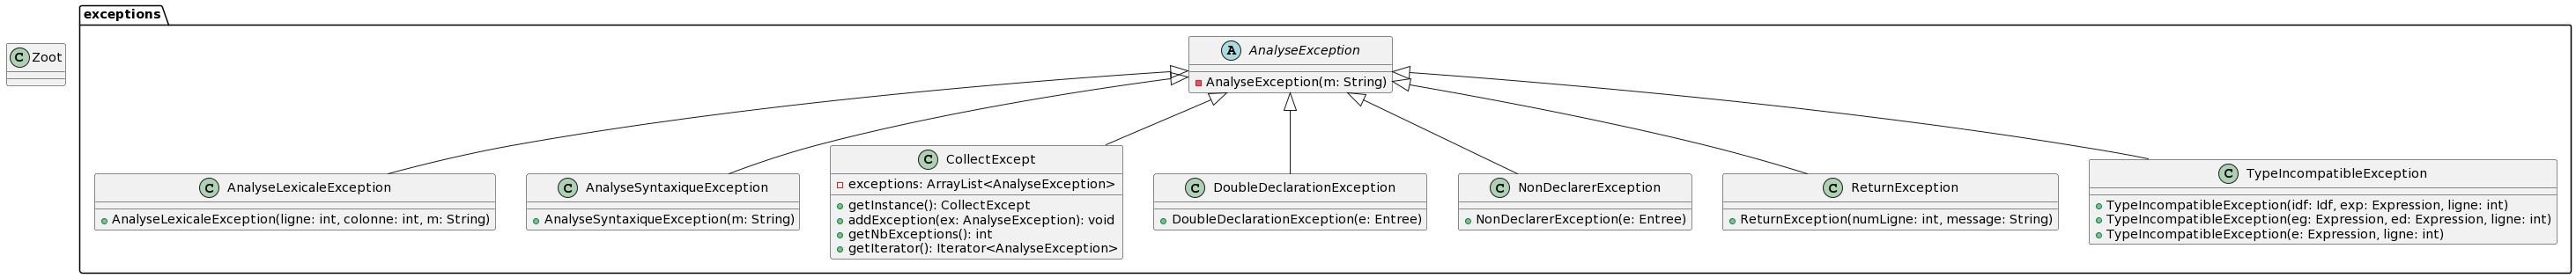 exceptions
C Zoot
A AnalyseException
AnalyseException(m: String)
C AnalyseLexicaleException
AnalyseLexicaleException(ligne: int, colonne: int, m: String)
C AnalyseSyntaxiqueException
AnalyseSyntaxiqueException(m: String)
C CollectExcept
exceptions: ArrayList<AnalyseException>
getInstance(): CollectExcept
addException(ex: AnalyseException): void
getNbExceptions(): int
getIterator(): Iterator<AnalyseException>
C DoubleDeclarationException
DoubleDeclarationException(e: Entree)
C NonDeclarerException
NonDeclarerException(e: Entree)
C ReturnException
ReturnException(numLigne: int, message: String)
C TypeIncompatibleException
TypeIncompatibleException(idf: Idf, exp: Expression, ligne: int)
TypeIncompatibleException(eg: Expression, ed: Expression, ligne: int)
TypeIncompatibleException(e: Expression, ligne: int)